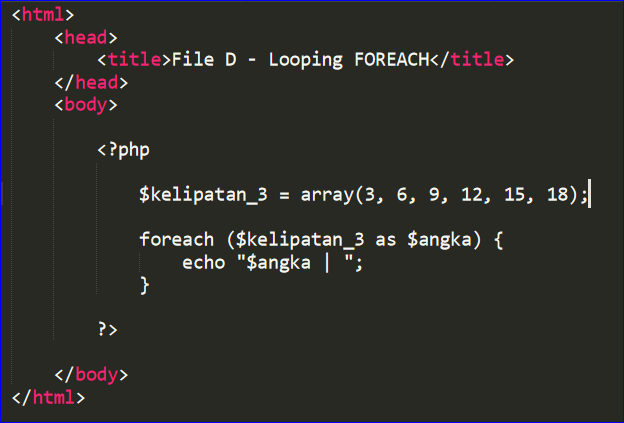 <html>
<head>
<title>File D - Looping FOREACH</title>
</head>
<body>
<?php
$kelipatan_3 = array(3, 6, 9, 12, 15, 18);
foreach ($kelipatan_3 as $angka) {
echo "$angka | ";
}
?>
</body>
</html>